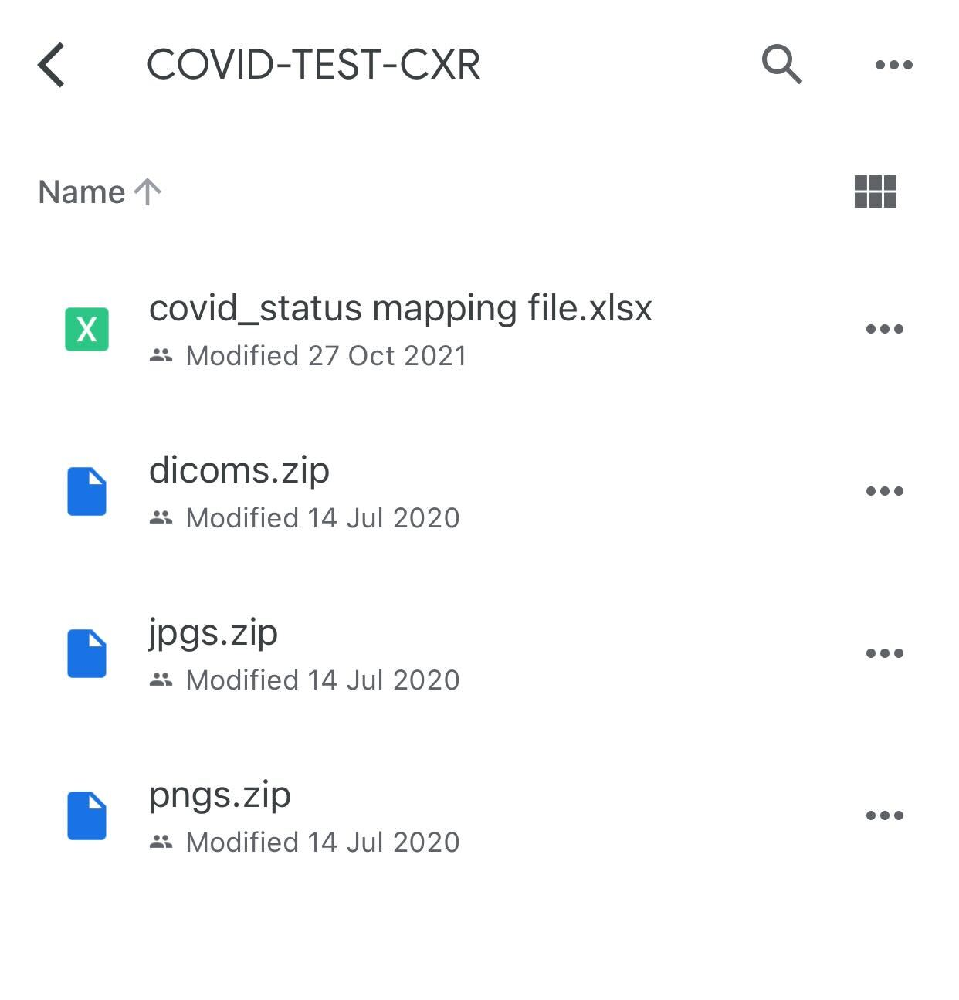 COVID-TEST-CXR
Name
covid_status mapping file.xlsx
Modified 27 Oct 2021
dicoms.zip
Modified 14 Jul 2020
jpgs.zip
Modified 14 Jul 2020
pngs.zip
Modified 14 Jul 2020